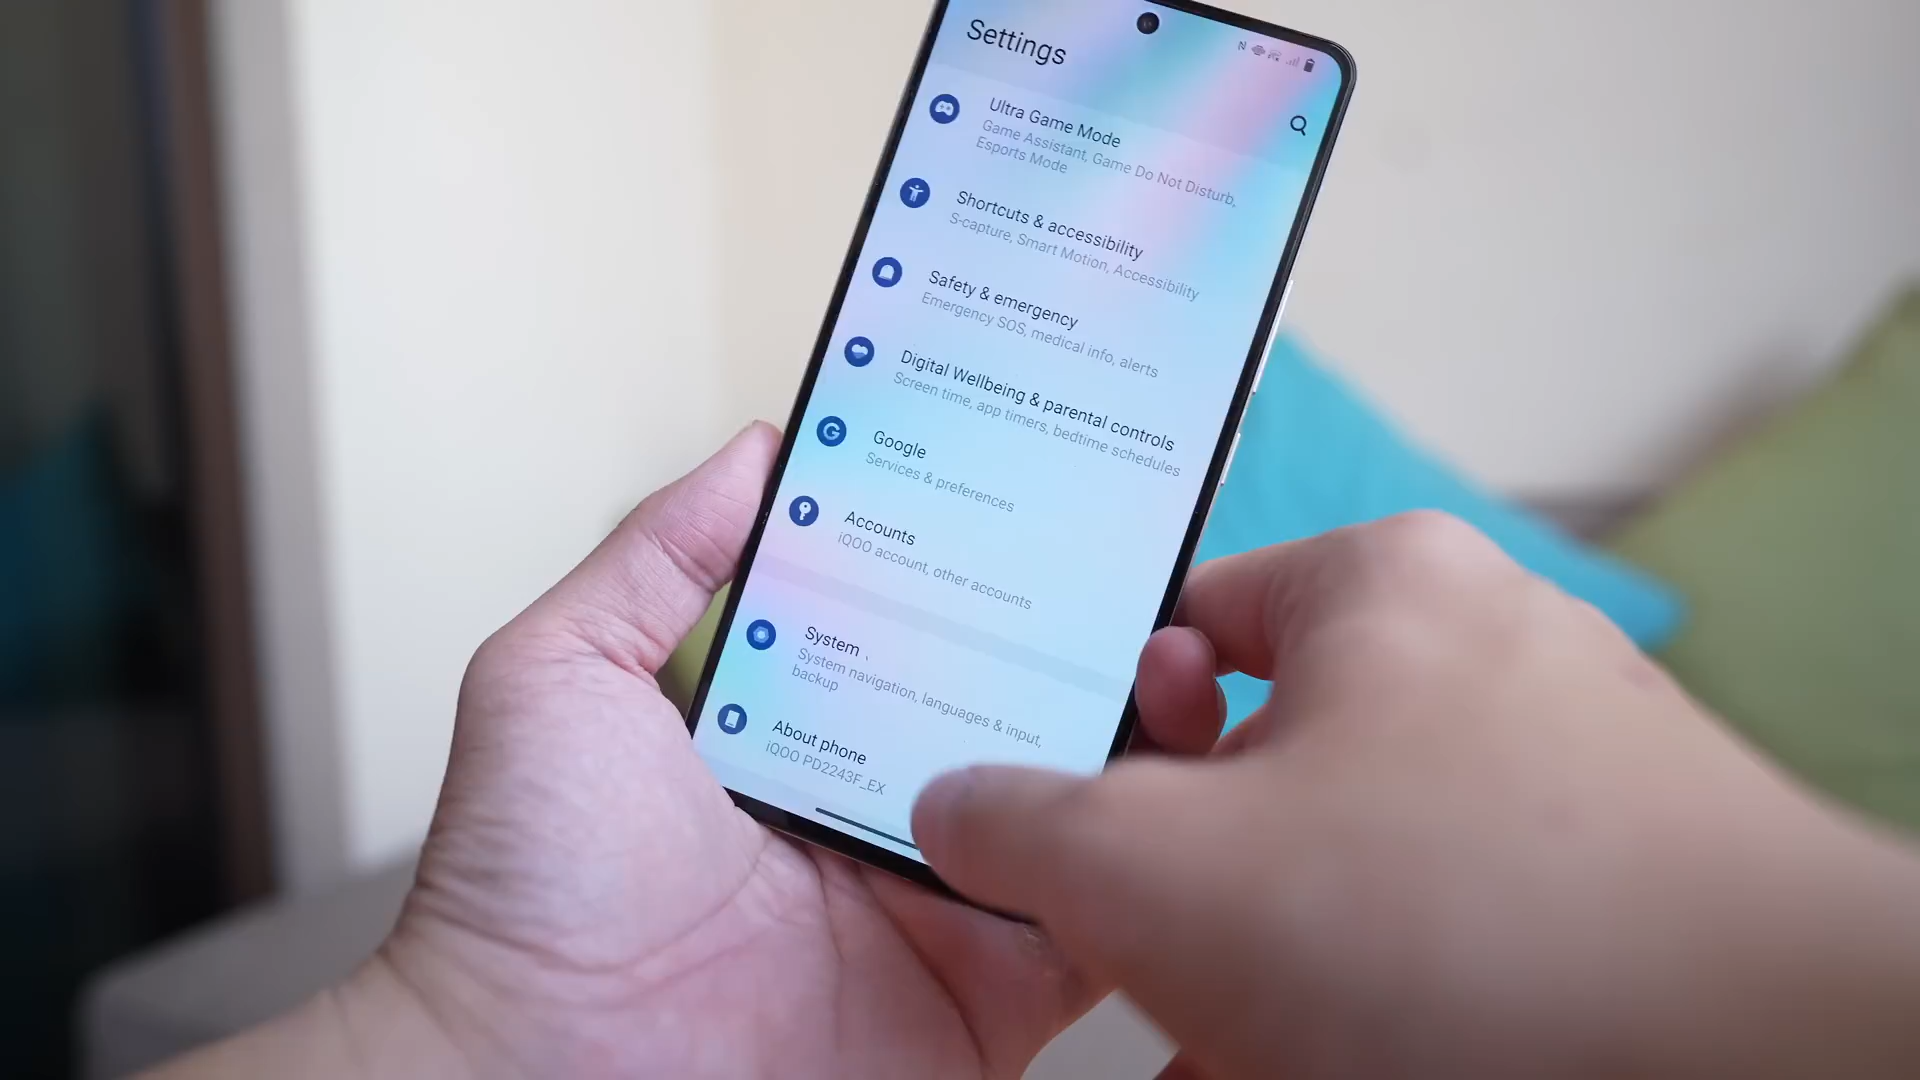 Settings
Ultra Game Mode
Game Assistant, Game Do Not Disturb,
Esports Mode
Shortcuts & accessibility
S-capture, Smart Motion, Accessibility
Safety & emergency
Emergency SOS, medical info, alerts
Digital Wellbeing & parental controls
Screen time, app timers, bedtime schedules
Google
Services & preferences
Accounts
iQOO account, other accounts
System
System navigation, languages & input,
backup
About phone
iQOO PD2243F_EX